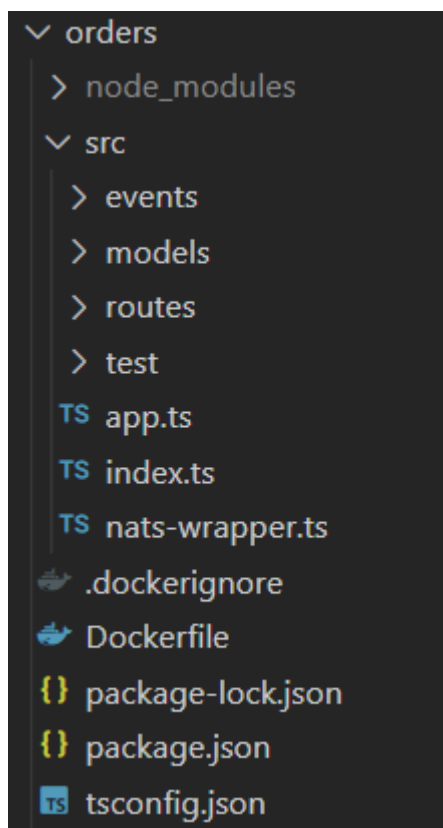 orders
node_modules
src
events
models
routes
test
TS app.ts
TS index.ts
TS nats-wrapper.ts
.dockerignore
Dockerfile
{} package-lock.json
{} package.json
TS tsconfig.json